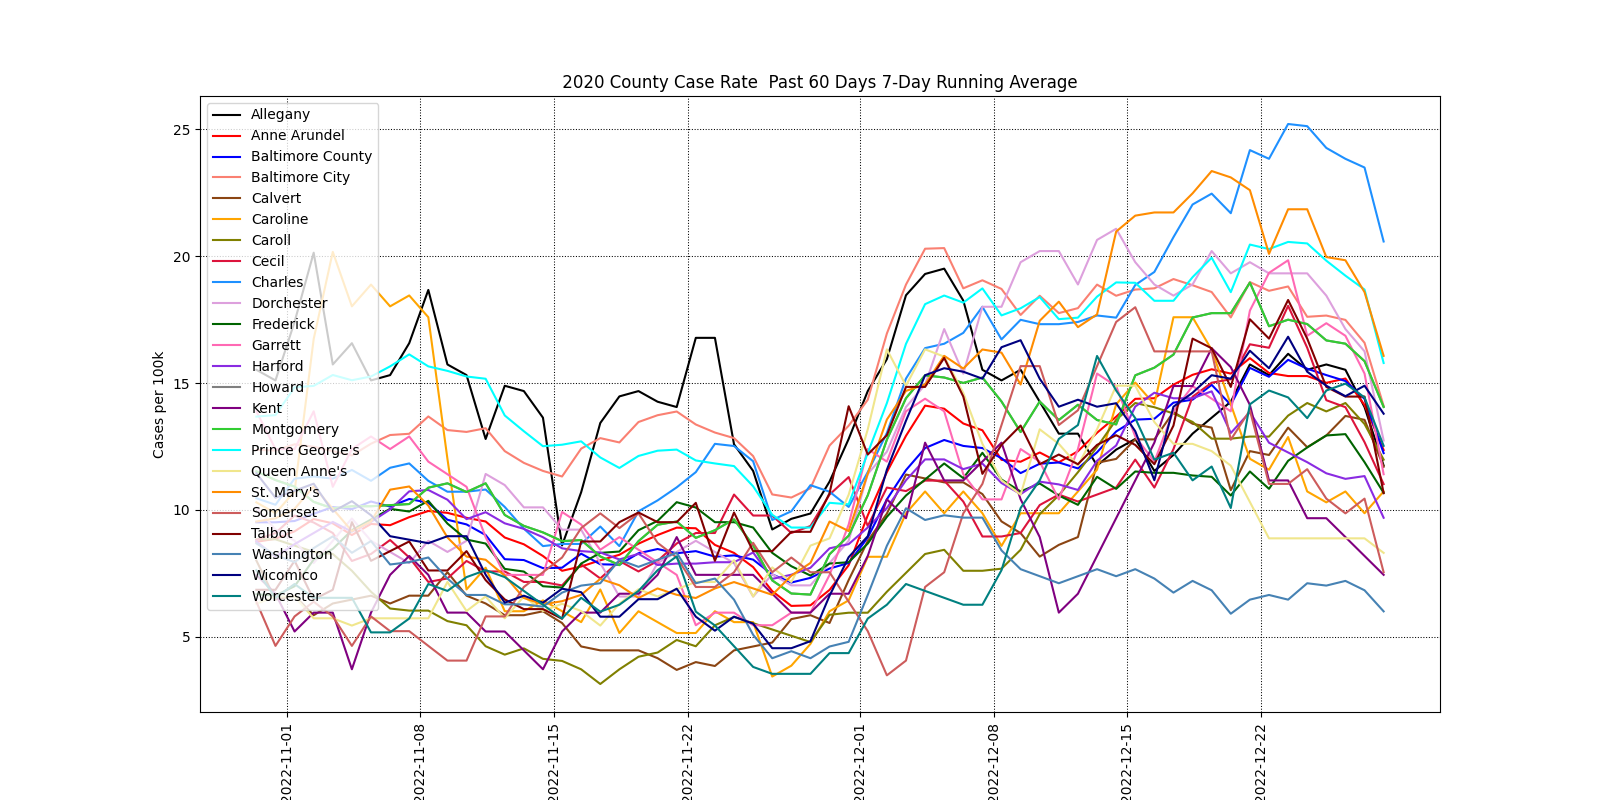 2020 County Case Rate  Past 60 Days 7-Day Running Average
Cases per 100k
25
20
15
10
5
Allegany
Anne Arundel
Baltimore County
Baltimore City
Calvert
Caroline
Caroll
Cecil
Charles
Dorchester
Frederick
Garrett
Harford
Howard
Kent
Montgomery
Prince George's
Queen Anne's
St. Mary's
Somerset
Talbot
Washington
Wicomico
Worcester
2022-11-01
2022-11-08
2022-11-15
2022-11-22
2022-12-01
2022-12-08
2022-12-15
2022-12-22